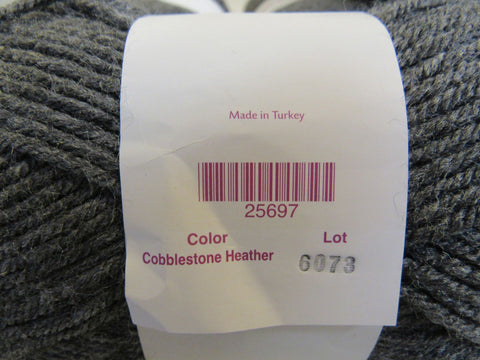 Made in Turkey
25697
Color Lot
Cobblestone Heather 6073